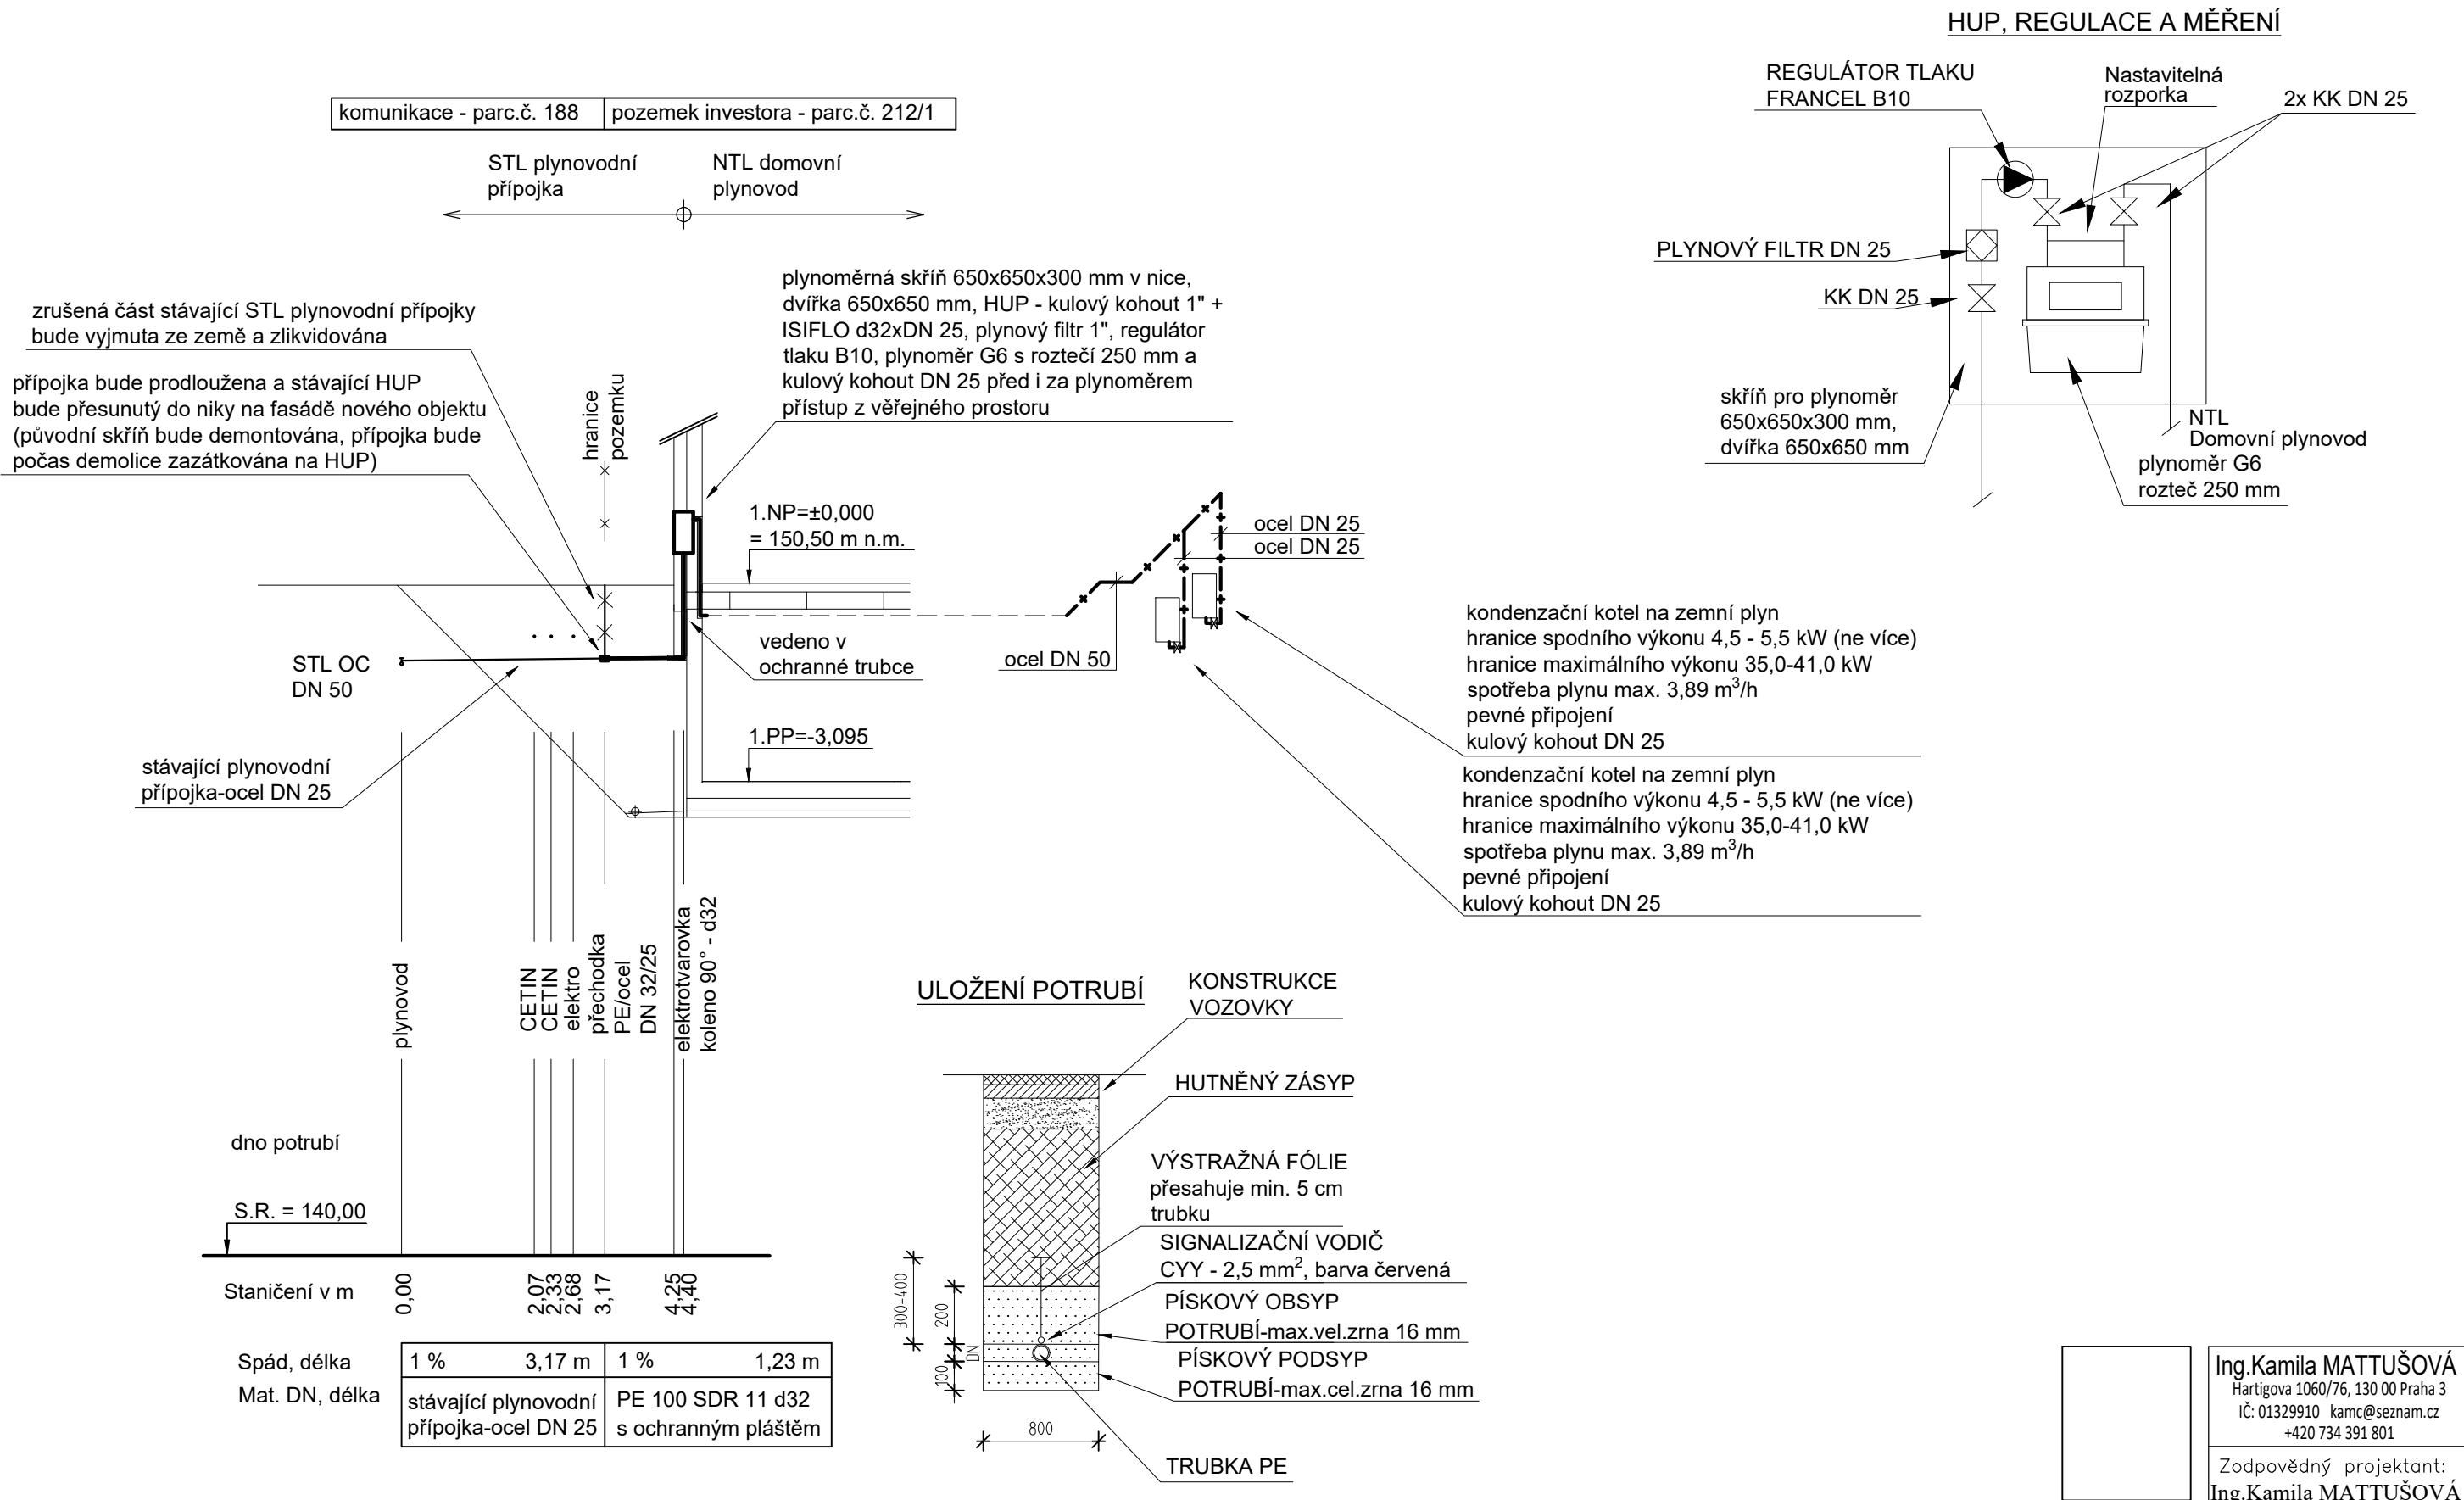 HUP, REGULACE A MĚŘENÍ
REGULÁTOR TLAKU
FRANCEL B10
Nastavitelná
rozporka
2x KK DN 25
PLYNOVÝ FILTR DN 25
KK DN 25
skříň pro plynoměr
650x650x300 mm,
dvířka 650x650 mm
NTL
Domovní plynovod
plynoměr G6
rozteč 250 mm
komunikace - parc.č. 188
pozemek investora - parc.č. 212/1
STL plynovodní
přípojka
NTL domovní
plynovod
plynoměrná skříň 650x650x300 mm v nice,
dvířka 650x650 mm, HUP - kulový kohout 1" +
ISIFLO d32xDN 25, plynový filtr 1", regulátor
tlaku B10, plynoměr G6 s roztečí 250 mm a
kulový kohout DN 25 před i za plynoměrem
přístup z věřejného prostoru
zrušená část stávající STL plynovodní přípojky
bude vyjmuta ze země a zlikvidována
přípojka bude prodloužena a stávající HUP
bude přesunutý do niky na fasádě nového objektu
(původní skříň bude demontována, přípojka bude
počas demolice zazátkována na HUP)
hranice
pozemku
1.NP=±0,000
= 150,50 m n.m.
ocel DN 25
ocel DN 25
vedeno v
ochranné trubce
ocel DN 50
STL OC
DN 50
1.PP=-3,095
stávající plynovodní
přípojka-ocel DN 25
kondenzační kotel na zemní plyn
hranice spodního výkonu 4,5 - 5,5 kW (ne více)
hranice maximálního výkonu 35,0-41,0 kW
spotřeba plynu max. 3,89 m³/h
pevné připojení
kulový kohout DN 25
kondenzační kotel na zemní plyn
hranice spodního výkonu 4,5 - 5,5 kW (ne více)
hranice maximálního výkonu 35,0-41,0 kW
spotřeba plynu max. 3,89 m³/h
pevné připojení
kulový kohout DN 25
plynovod
CETIN
CETIN
elektro
přechodka
PE/ocel
DN 32/25
elektrotvarovka
koleno 90° - d32
dno potrubí
S.R. = 140,00
Staničení v m
0,00
2,07
2,33
2,68
3,17
4,25
4,40
Spád, délka
1 % 3,17 m
1 % 1,23 m
Mat. DN, délka
stávající plynovodní
přípojka-ocel DN 25
PE 100 SDR 11 d32
s ochranným pláštěm
ULOŽENÍ POTRUBÍ
KONSTRUKCE
VOZOVKY
HUTNĚNÝ ZÁSYP
VÝSTRAŽNÁ FÓLIE
přesahuje min. 5 cm
trubku
SIGNALIZAČNÍ VODIČ
CYY - 2,5 mm², barva červená
PÍSKOVÝ OBSYP
POTRUBÍ-max.vel.zrna 16 mm
PÍSKOVÝ PODSYP
POTRUBÍ-max.cel.zrna 16 mm
TRUBKA PE
300-400
200
DN
100
800
Ing.Kamila MATTUŠOVÁ
Hartigova 1060/76, 130 00 Praha 3
IČ: 01329910 kamc@seznam.cz
+420 734 391 801
Zodpovědný projektant:
Ing.Kamila MATTUŠOVÁ